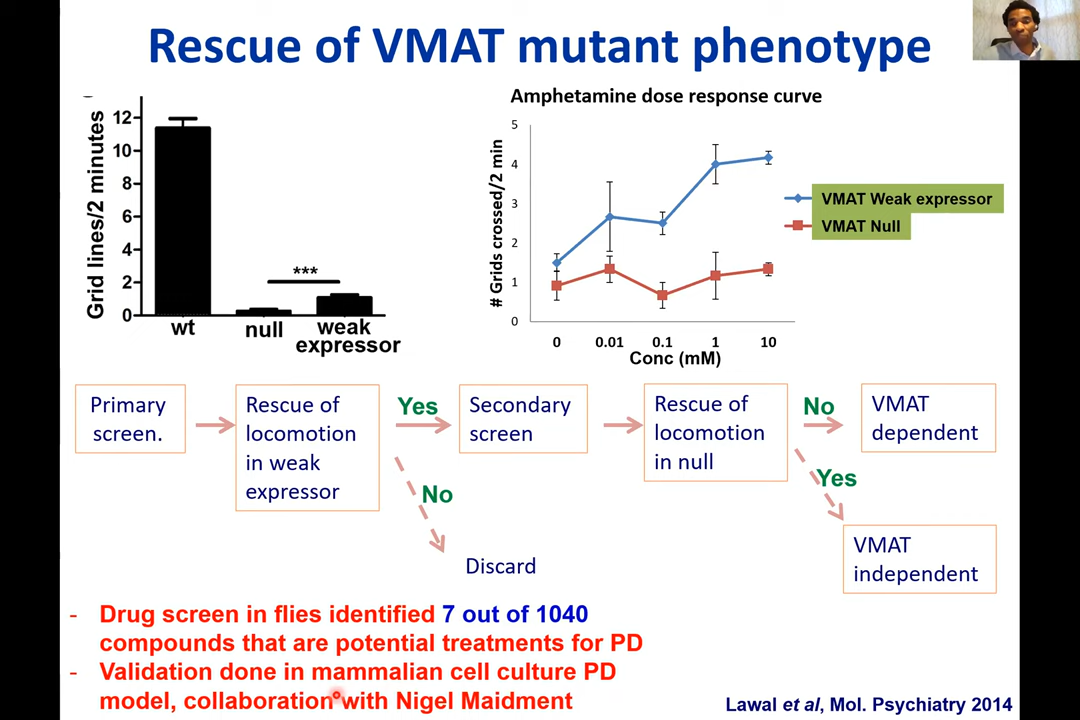 Rescue of VMAT mutant phenotype
Grid lines/2 minutes
12
10
8
6
4
2
0
***
wt
null
weak
expressor
Amphetamine dose response curve
# Grids crossed/2 min
5
4
3
2
1
0
0 0.01 0.1 1 10
Conc (mM)
VMAT Weak expressor
VMAT Null
Primary
screen.
Rescue of
locomotion
in weak
expressor
Yes
No
Discard
Secondary
screen
Rescue of
locomotion
in null
No
Yes
VMAT
dependent
VMAT
independent
- Drug screen in flies identified 7 out of 1040
compounds that are potential treatments for PD
- Validation done in mammalian cell culture PD
model, collaboration with Nigel Maidment
Lawal et al, Mol. Psychiatry 2014